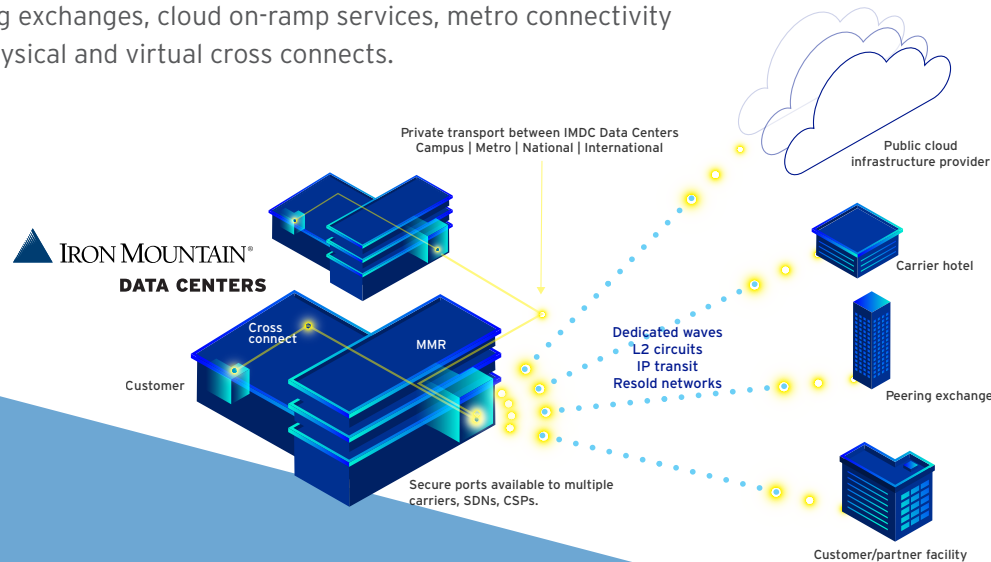 g exchanges, cloud on-ramp services, metro connectivity
ysical and virtual cross connects.
Private transport between IMDC Data Centers
Campus | Metro | National | International
Public cloud
infrastructure provider
IRON MOUNTAIN®
DATA CENTERS
Carrier hotel
Cross
connect
MMR
Dedicated waves
L2 circuits
IP transit
Resold networks
Customer
Peering exchange
Secure ports available to multiple
carriers, SDNs, CSPs.
Customer/partner facility